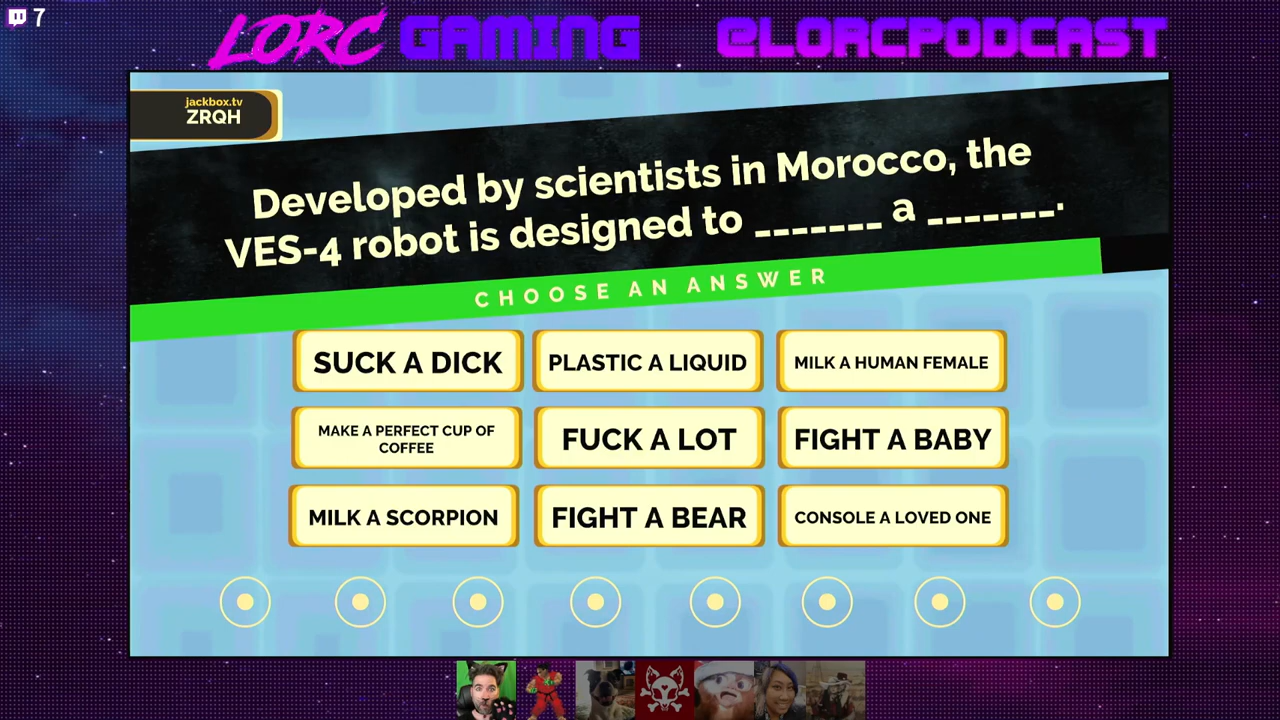 7
LORC GAMING
@LORCPODCAST
jackbox.tv
ZRQH
Developed by scientists in Morocco, the
VES-4 robot is designed to _______ a _______.
CHOOSE AN ANSWER
SUCK A DICK
PLASTIC A LIQUID
MILK A HUMAN FEMALE
MAKE A PERFECT CUP OF
COFFEE
FUCK A LOT
FIGHT A BABY
MILK A SCORPION
FIGHT A BEAR
CONSOLE A LOVED ONE